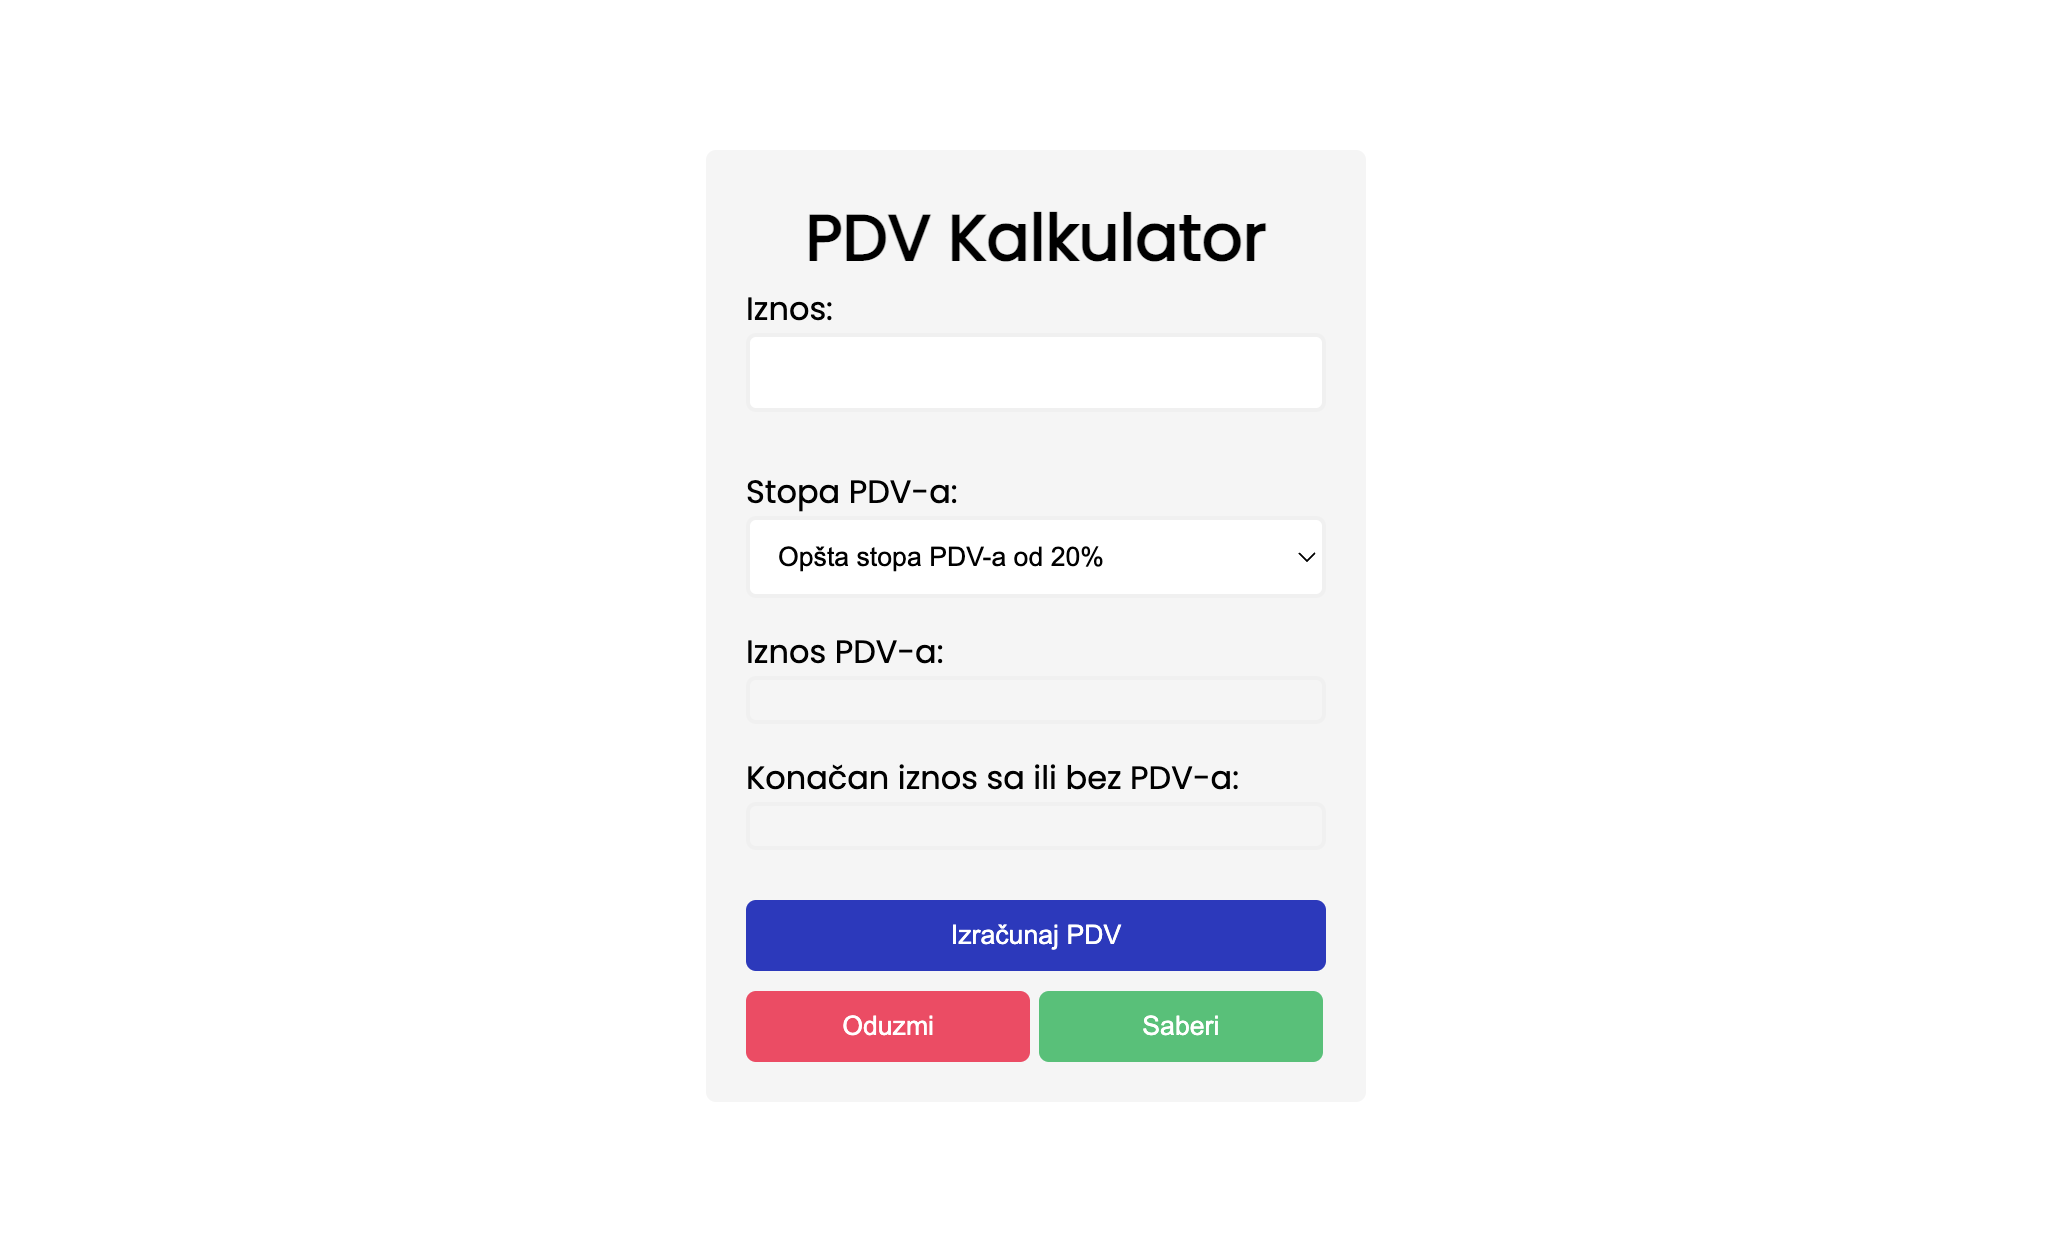 PDV Kalkulator
Iznos:
Stopa PDV-a:
Opšta stopa PDV-a od 20%
Iznos PDV-a:
Konačan iznos sa ili bez PDV-a:
Izračunaj PDV
Oduzmi
Saberi